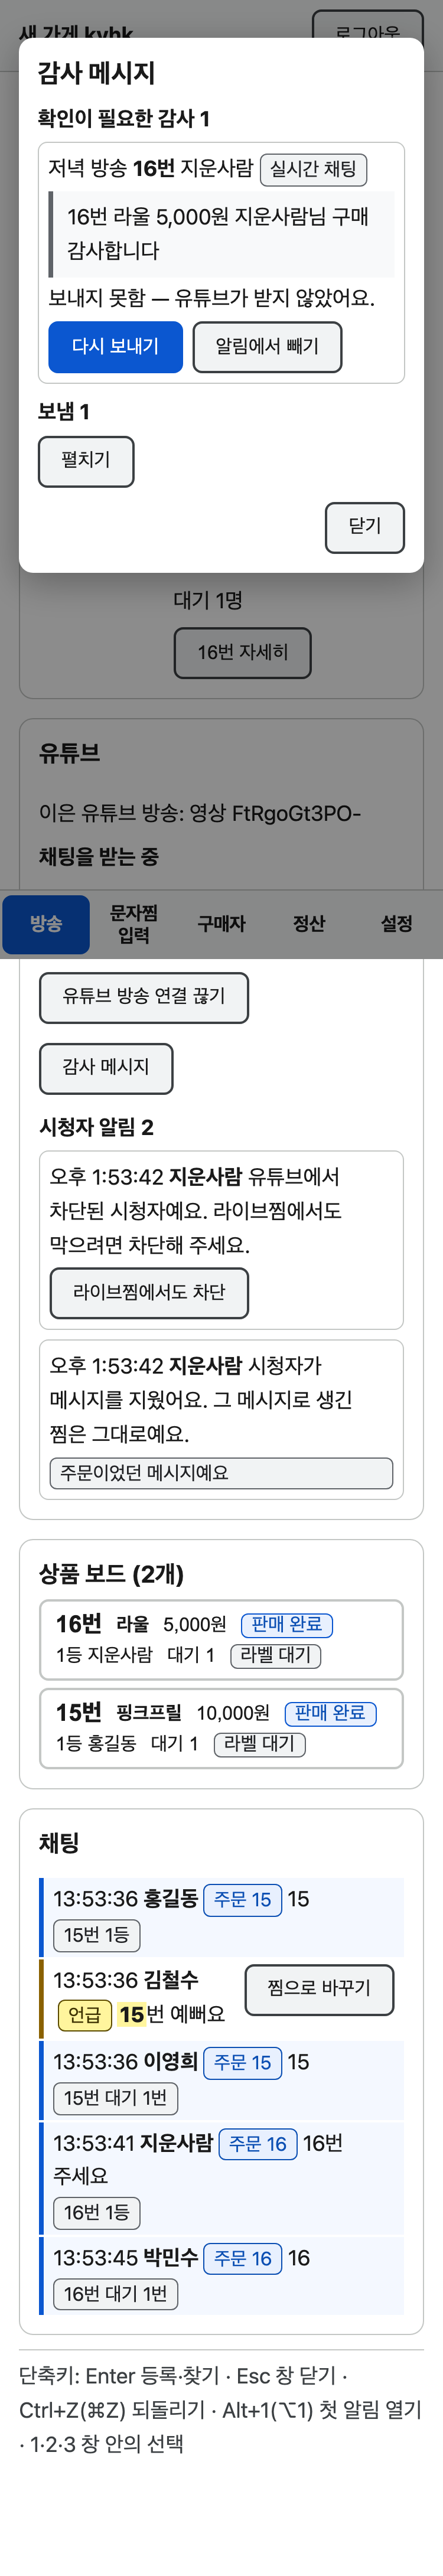 새 가게 kyhk
로그아웃
감사 메시지
확인이 필요한 감사 1
저녁 방송 16번 지운사람 실시간 채팅
16번 라울 5,000원 지운사람님 구매
감사합니다
보내지 못함 — 유튜브가 받지 않았어요.
다시 보내기 알림에서 빼기
보냄 1
펼치기
닫기
대기 1명
16번 자세히
유튜브
이은 유튜브 방송: 영상 FtRgoGt3PO-
채팅을 받는 중
방송 문자찜 입력 구매자 정산 설정
유튜브 방송 연결 끊기
감사 메시지
시청자 알림 2
오후 1:53:42 지운사람 유튜브에서
차단된 시청자예요. 라이브찜에서도
막으려면 차단해 주세요.
라이브찜에서도 차단
오후 1:53:42 지운사람 시청자가
메시지를 지웠어요. 그 메시지로 생긴
찜은 그대로예요.
주문이었던 메시지예요
상품 보드 (2개)
16번 라울 5,000원 판매 완료
1등 지운사람 대기 1 라벨 대기
15번 핑크프릴 10,000원 판매 완료
1등 홍길동 대기 1 라벨 대기
채팅
13:53:36 홍길동 주문 15 15
15번 1등
13:53:36 김철수 찜으로 바꾸기
언급 15번 예뻐요
13:53:36 이영희 주문 15 15
15번 대기 1번
13:53:41 지운사람 주문 16 16번
주세요
16번 1등
13:53:45 박민수 주문 16 16
16번 대기 1번
단축키: Enter 등록·찾기 · Esc 창 닫기 ·
Ctrl+Z(⌘Z) 되돌리기 · Alt+1(⌥1) 첫 알림 열기
· 1·2·3 창 안의 선택